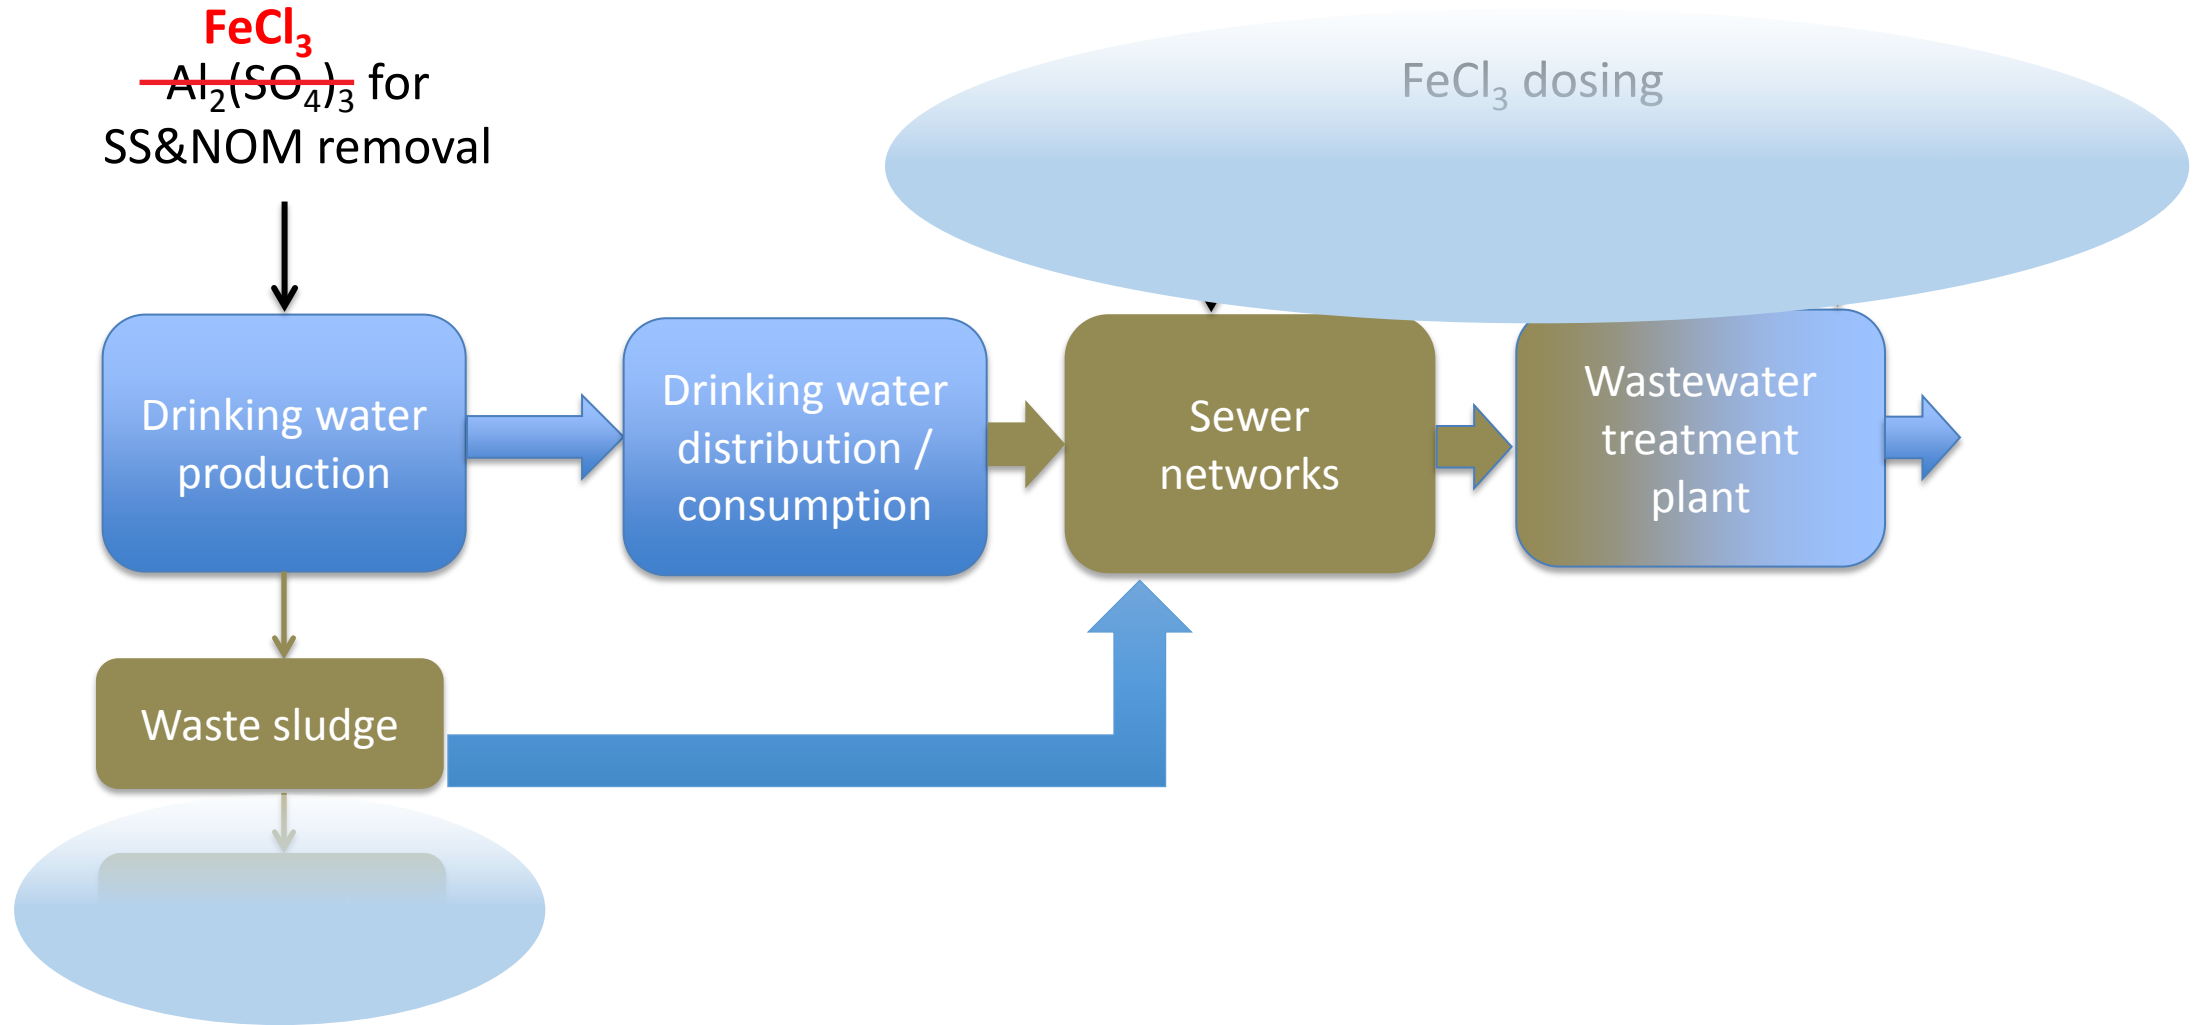 FeCl₃
Al₂(SO₄)₃ for
SS&NOM removal
FeCl₃ dosing
Drinking water
production
Drinking water
distribution /
consumption
Sewer
networks
Wastewater
treatment
plant
Waste sludge